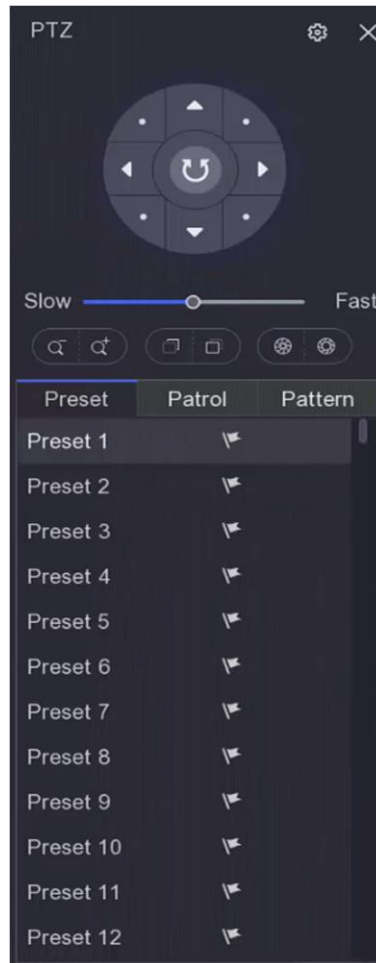 PTZ
Slow Fast
Preset Patrol Pattern
Preset 1
Preset 2
Preset 3
Preset 4
Preset 5
Preset 6
Preset 7
Preset 8
Preset 9
Preset 10
Preset 11
Preset 12